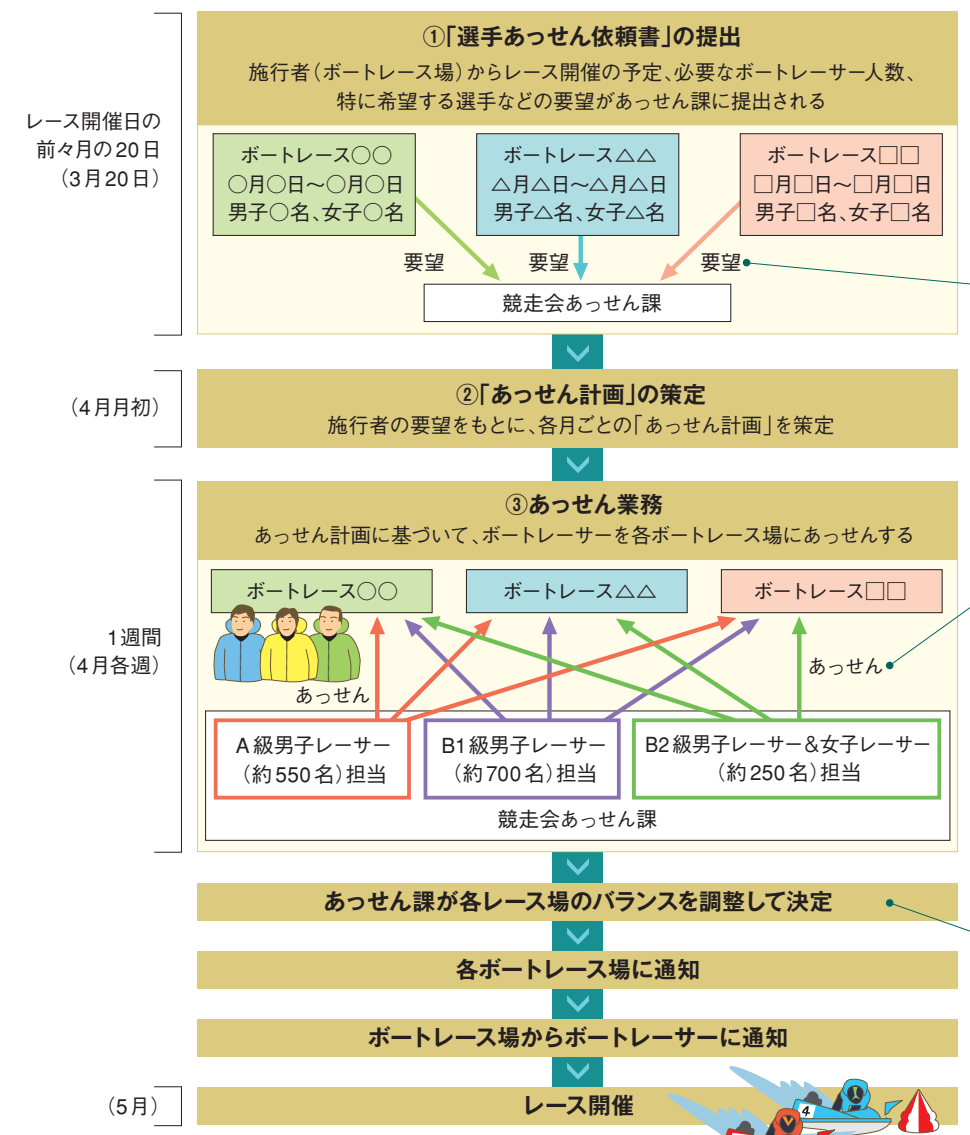 ①「選手あっせん依頼書」の提出
施行者（ボートレース場）からレース開催の予定、必要なボートレーサー人数、
特に希望する選手などの要望があっせん課に提出される
レース開催日の
前々月の20日
（3月20日）
ボートレース○○
○月○日～○月○日
男子○名、女子○名
ボートレース△△
△月△日～△月△日
男子△名、女子△名
ボートレース□□
□月□日～□月□日
男子□名、女子□名
要望
要望
要望
競走会あっせん課
（4月月初）
②「あっせん計画」の策定
施行者の要望をもとに、各月ごとの「あっせん計画」を策定
③あっせん業務
あっせん計画に基づいて、ボートレーサーを各ボートレース場にあっせんする
1週間
（4月各週）
ボートレース○○
ボートレース△△
ボートレース□□
あっせん
あっせん
A級男子レーサー
（約550名）担当
B1級男子レーサー
（約700名）担当
B2級男子レーサー＆女子レーサー
（約250名）担当
競走会あっせん課
あっせん課が各レース場のバランスを調整して決定
各ボートレース場に通知
ボートレース場からボートレーサーに通知
（5月）
レース開催
4